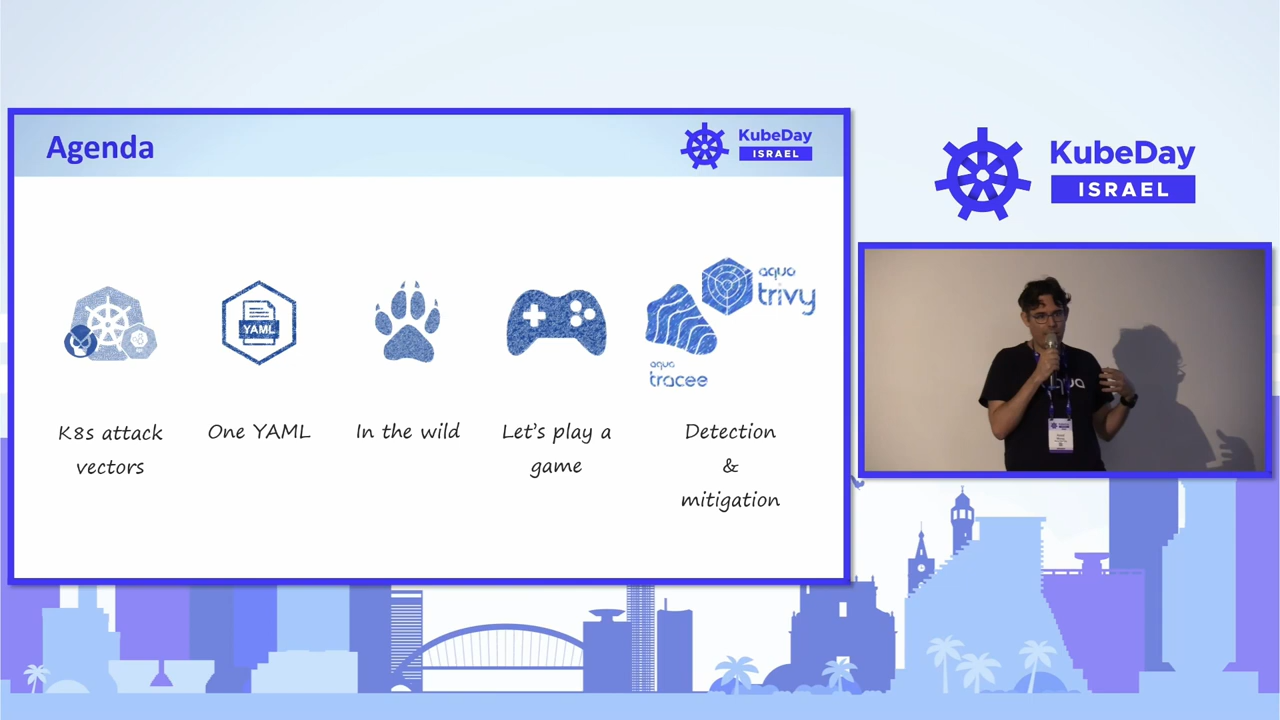 Agenda
KubeDay
ISRAEL
YAML
aqua
trivy
aqua
tracee
K8s attack
vectors
One YAML
In the wild
Let's play a
game
Detection
&
mitigation
KubeDay
ISRAEL
aqua